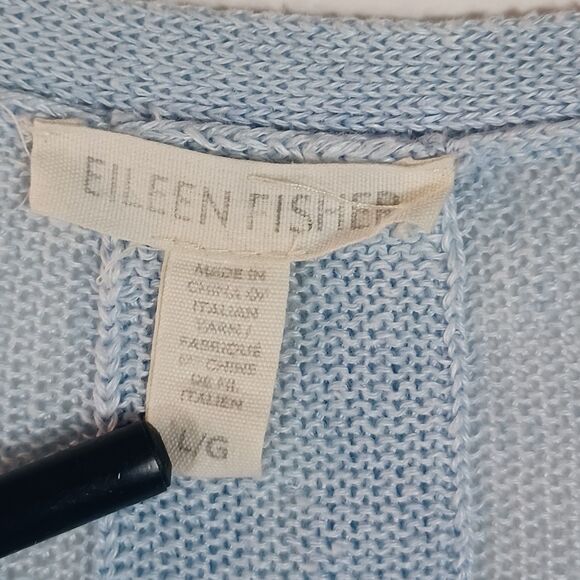 EILEEN FISHER
MADE IN
CHINA OF
ITALIAN
YARN /
FABRIQUÉ
EN CHINE
DE FIL
ITALIEN
L/G